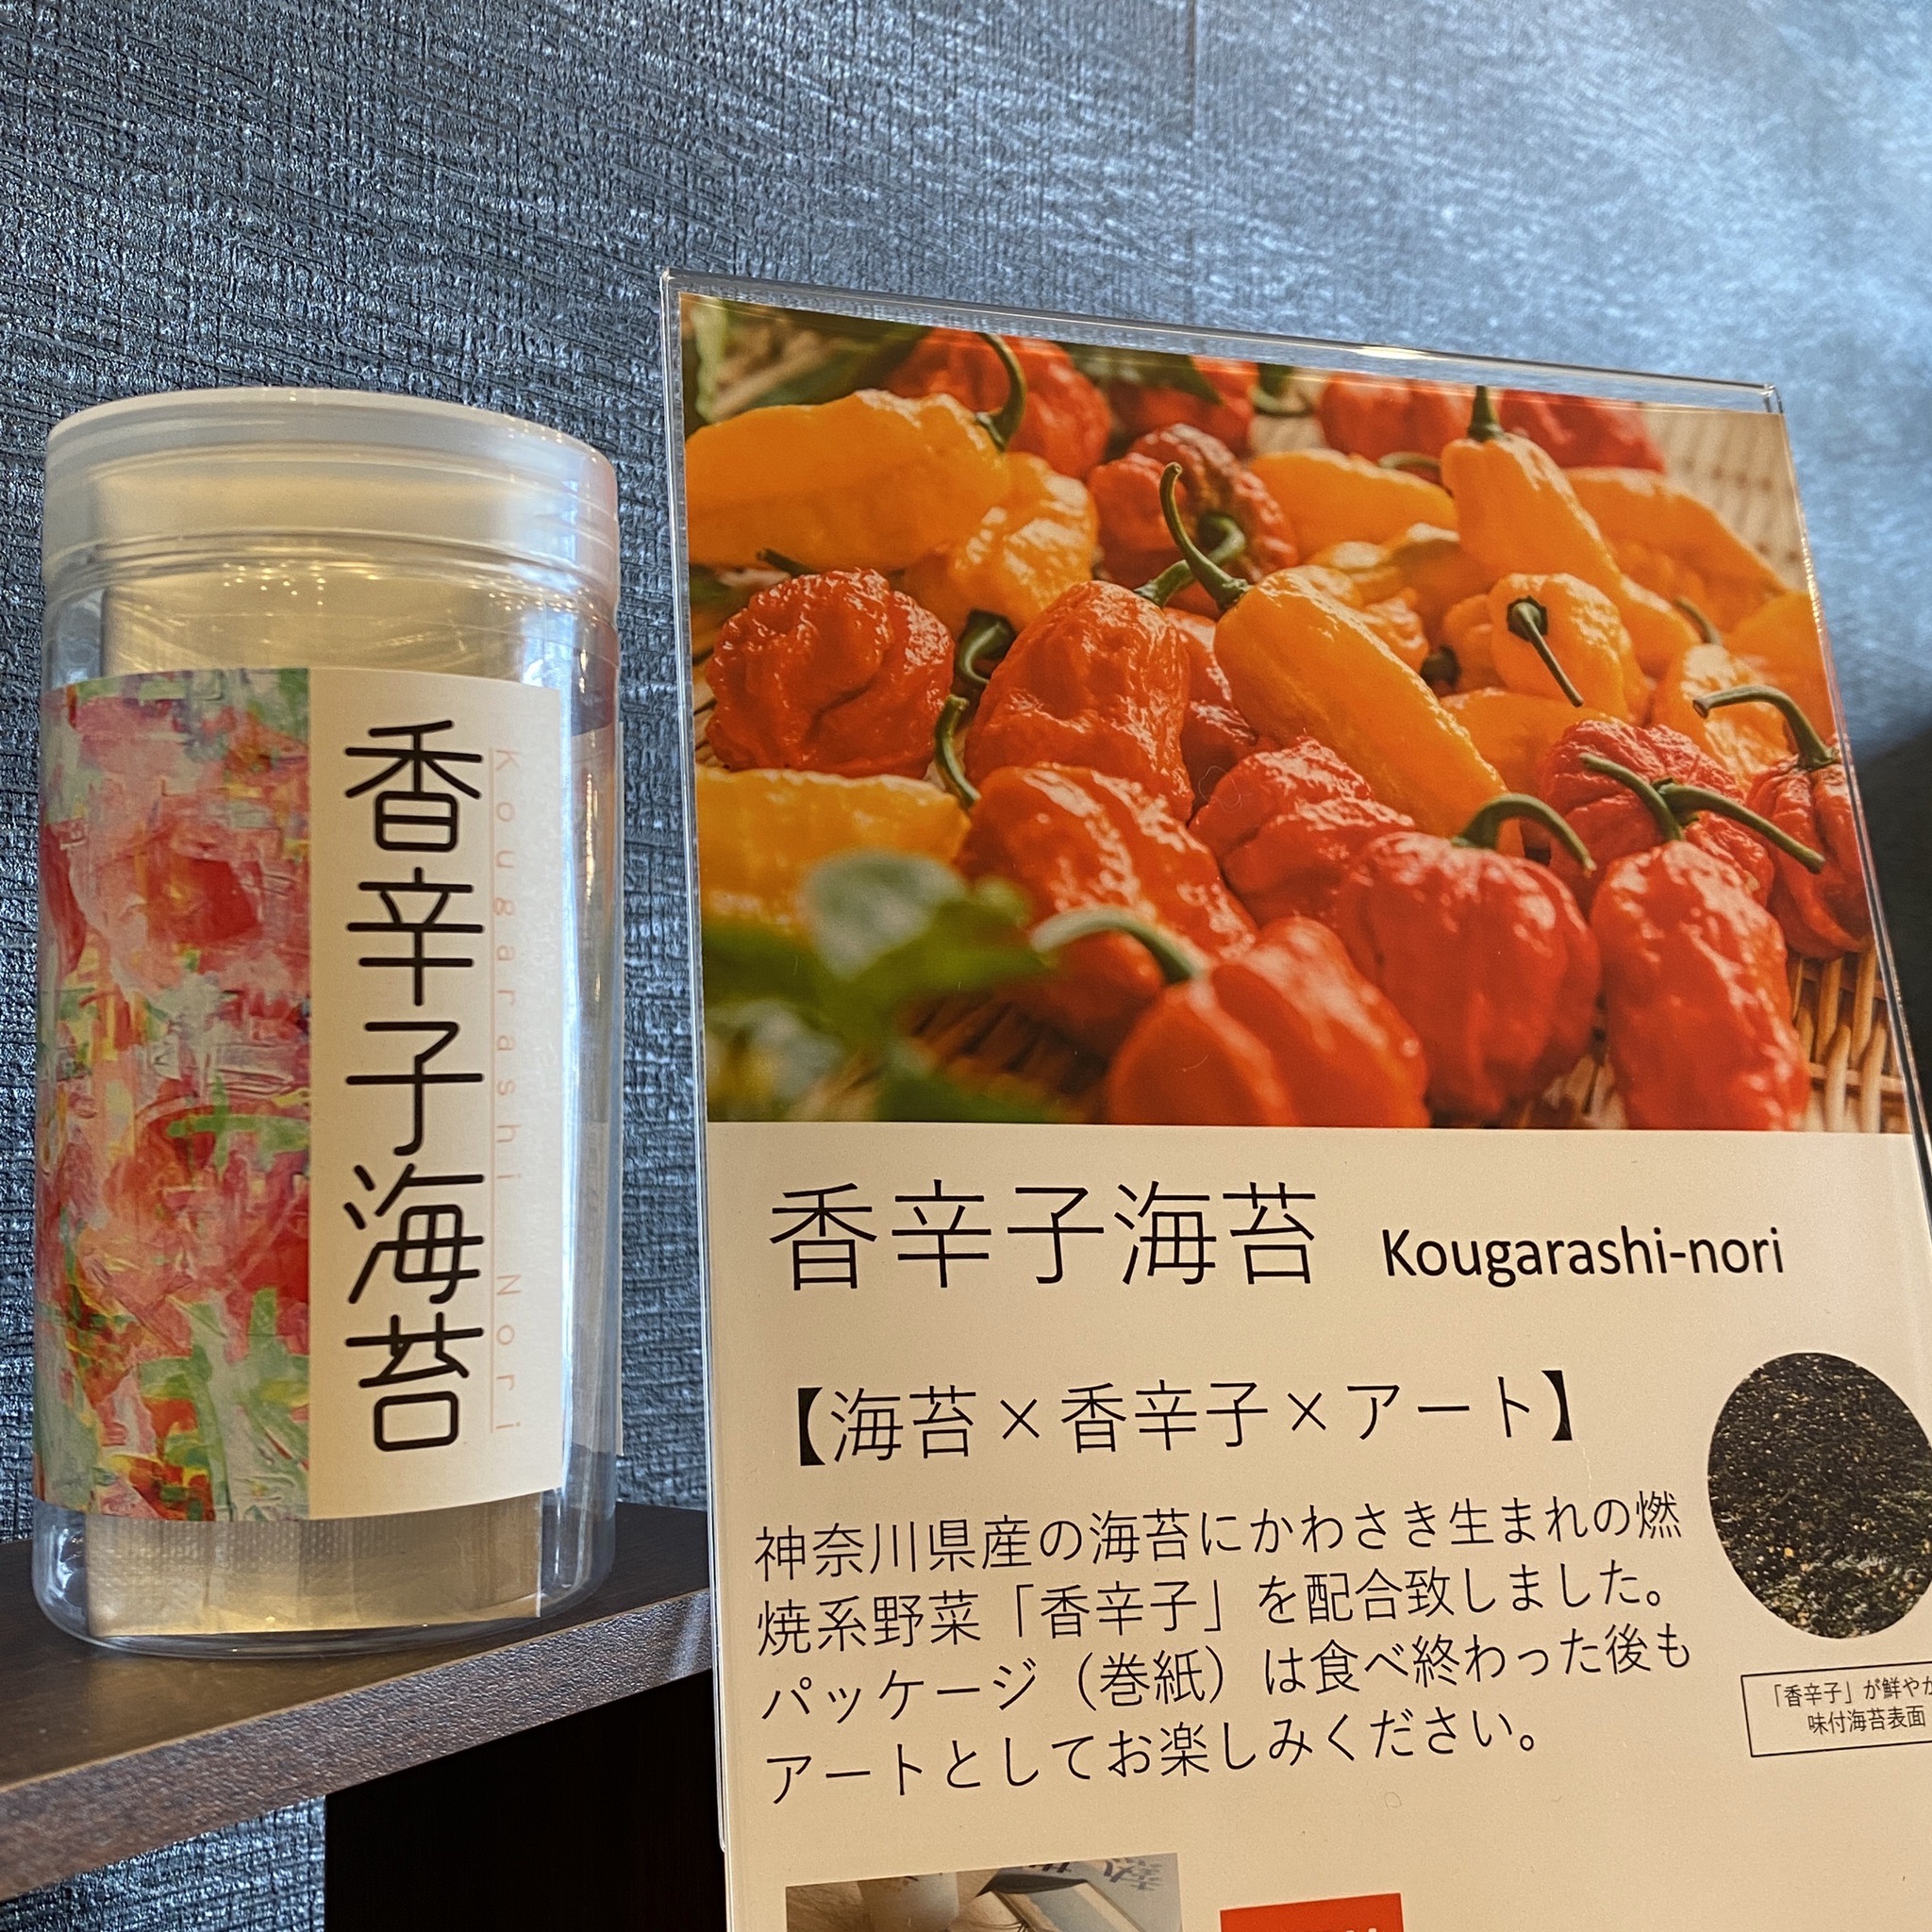 香辛子海苔
Kougarashi Nori
香辛子海苔 Kougarashi-nori
【海苔×香辛子×アート】
神奈川県産の海苔にかわさき生まれの燃
焼系野菜「香辛子」を配合致しました。
パッケージ（巻紙）は食べ終わった後も
アートとしてお楽しみください。
「香辛子」が鮮やか
味付海苔表面